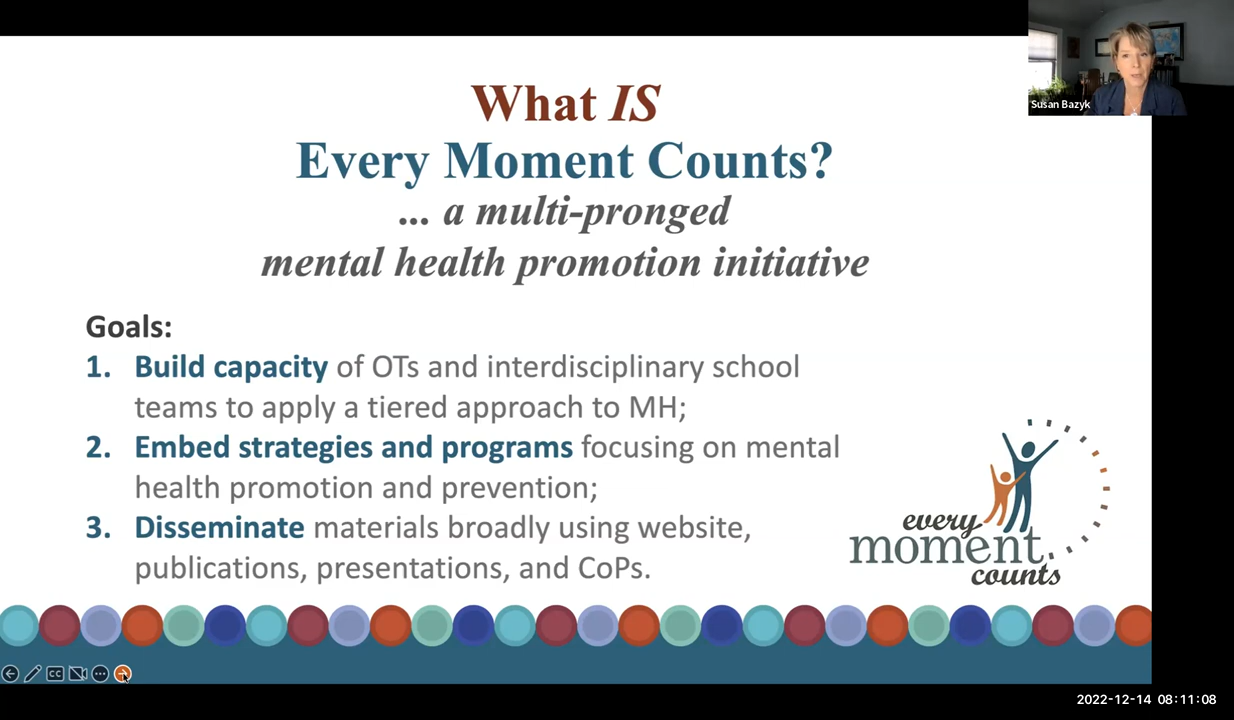 What IS
Every Moment Counts?
... a multi-pronged
mental health promotion initiative
Susan Bazyk
Goals:
1. Build capacity of OTs and interdisciplinary school
teams to apply a tiered approach to MH;
2. Embed strategies and programs focusing on mental
health promotion and prevention;
3. Disseminate materials broadly using website,
publications, presentations, and CoPs.
every
moment
counts
CC
2022-12-14 08:11:08